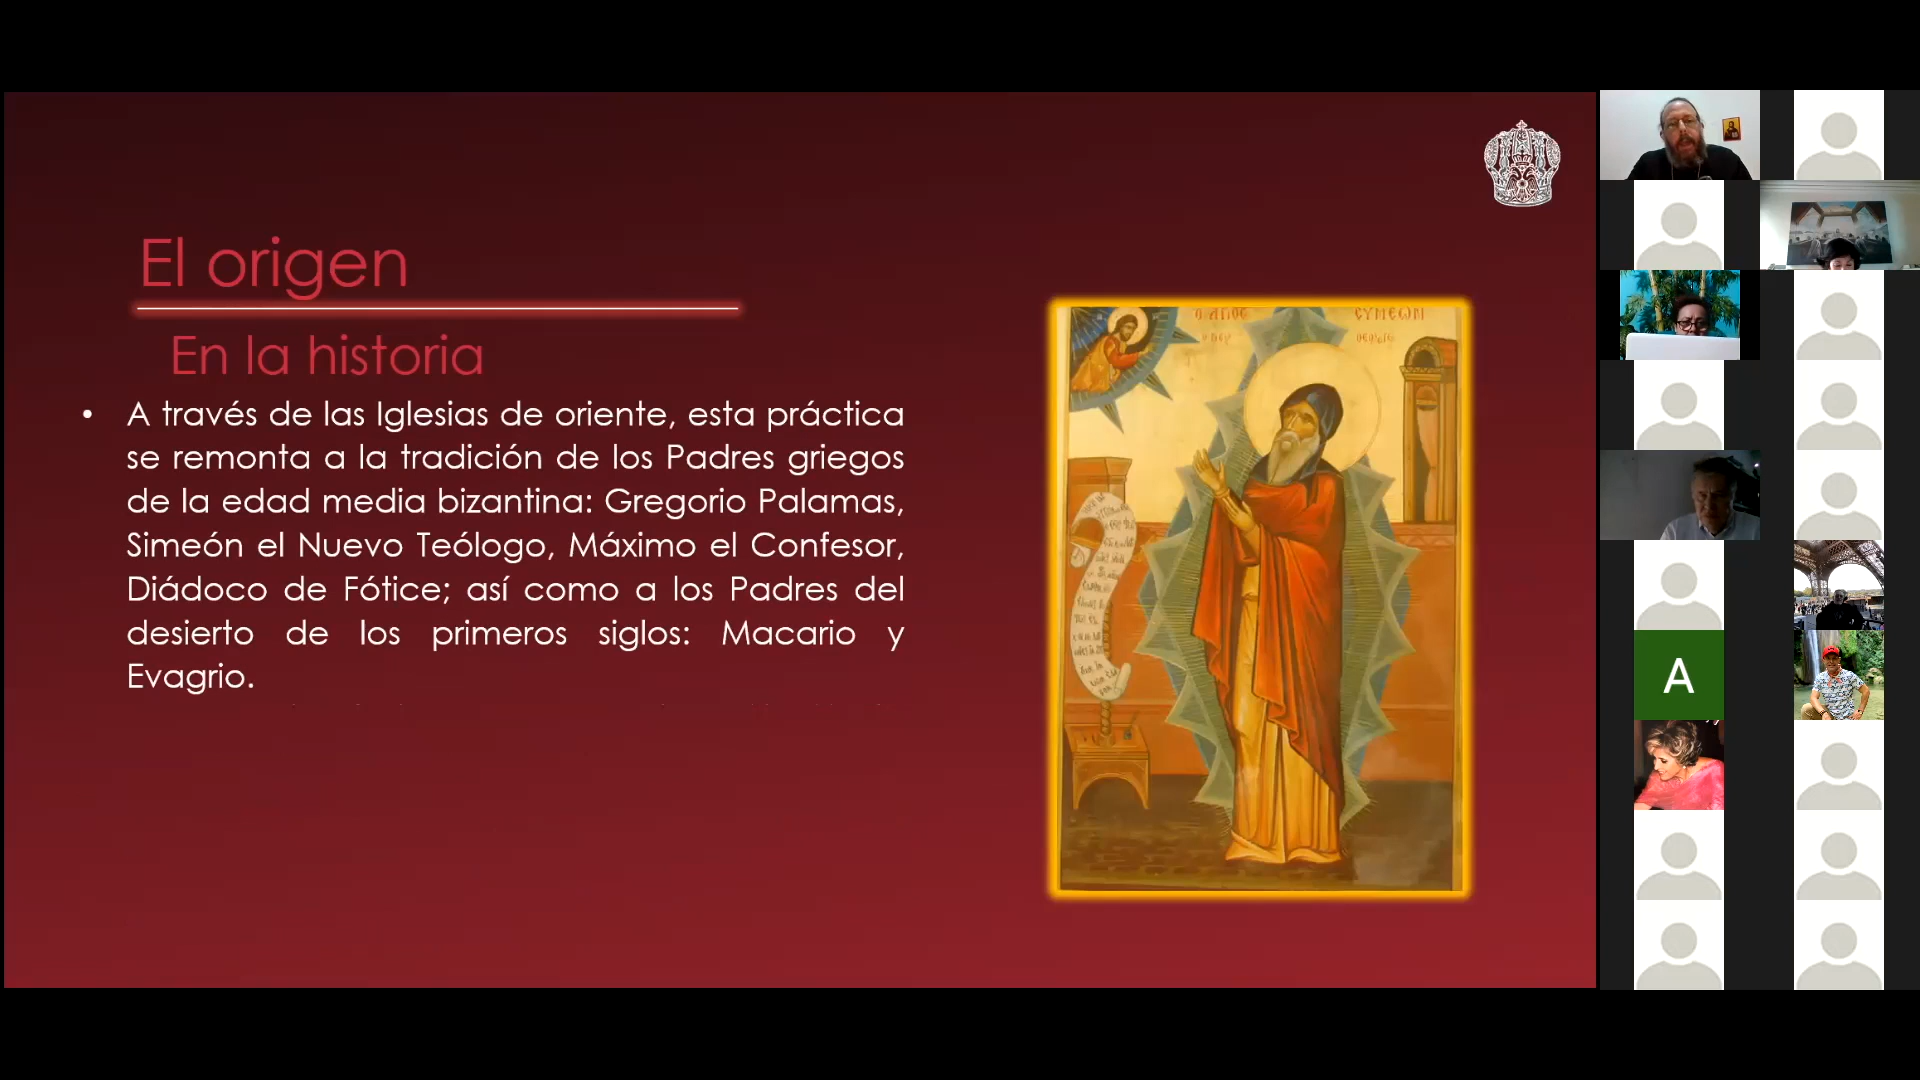 El origen
En la historia
• A través de las Iglesias de oriente, esta práctica
se remonta a la tradición de los Padres griegos
de la edad media bizantina: Gregorio Palamas,
Simeón el Nuevo Teólogo, Máximo el Confesor,
Diádoco de Fótice; así como a los Padres del
desierto de los primeros siglos: Macario y
Evagrio.
Ο ΑΓΙΟΣ ΣΥΜΕΩΝ
A